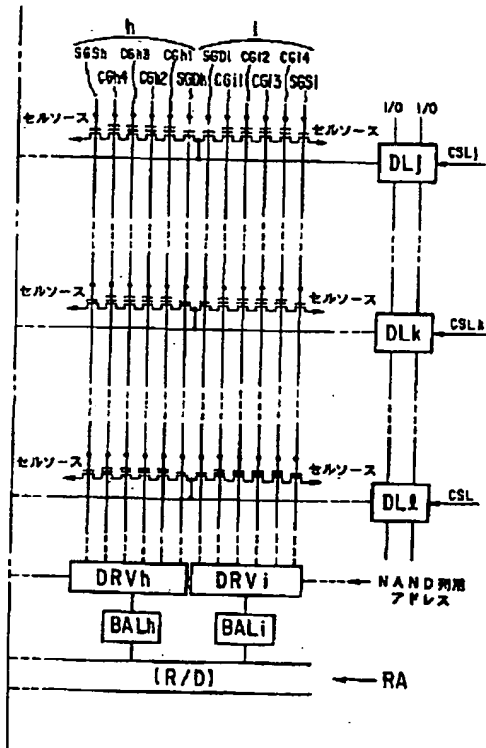 h i
SGSh CGh3 CGh1 SGDi CGi2 CGi4
CGh4 CGh2 SGDh CGi1 CGi3 SGSi
セルソース セルソース
I/O I/O
DLj CSLj
セルソース セルソース
DLk CSLk
セルソース セルソース
DLℓ CSL
DRVh DRVi
NAND列用
アドレス
BALh BALi
(R/D) RA